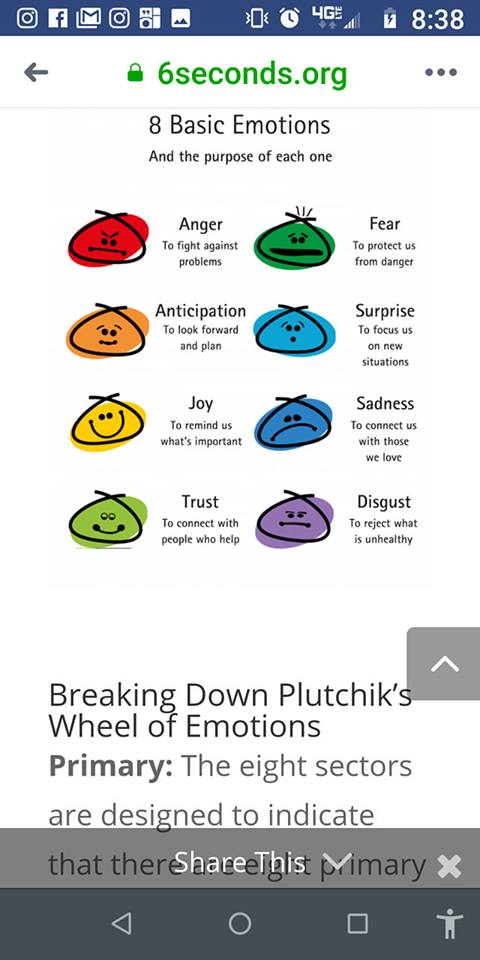 4G LTE 8:38
6seconds.org
8 Basic Emotions
And the purpose of each one
Anger
To fight against
problems
Fear
To protect us
from danger
Anticipation
To look forward
and plan
Surprise
To focus us
on new
situations
Joy
To remind us
what's important
Sadness
To connect us
with those
we love
Trust
To connect with
people who help
Disgust
To reject what
is unhealthy
Breaking Down Plutchik's
Wheel of Emotions
Primary: The eight sectors
are designed to indicate
that there are eight primary
Share This